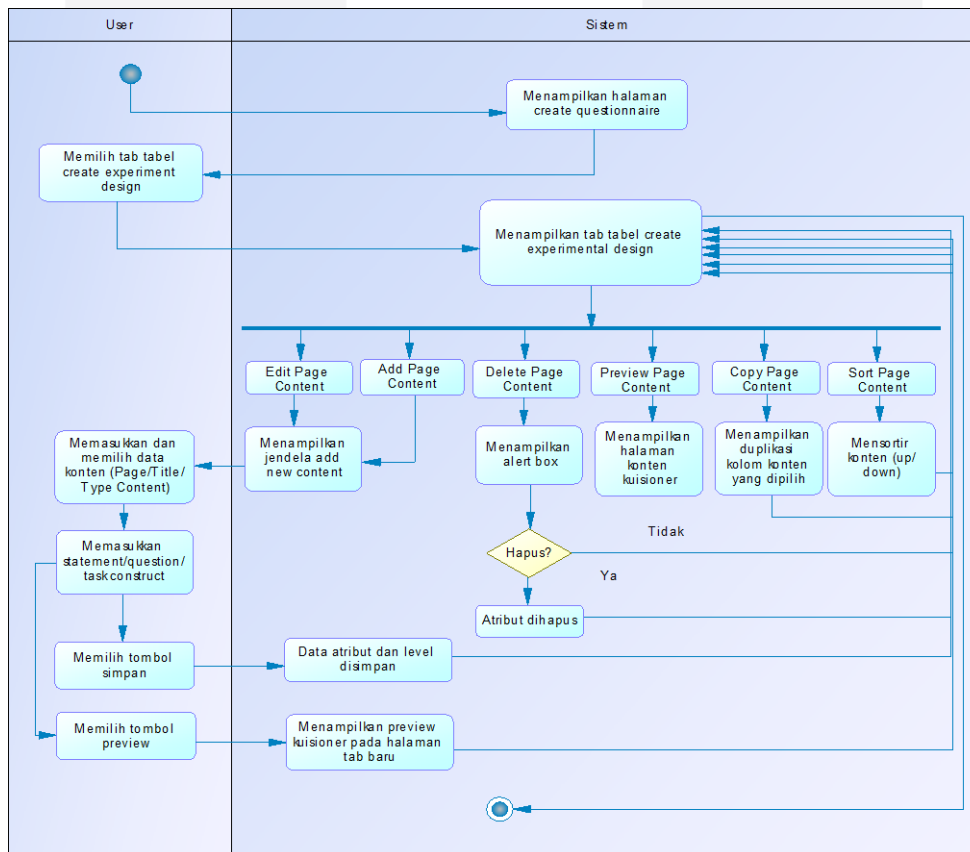 User
Sistem
Menampilkan halaman
create questionnaire
Memilih tab tabel
create experiment
design
Menampilkan tab tabel create
experimental design
Edit Page
Content
Add Page
Content
Delete Page
Content
Preview Page
Content
Copy Page
Content
Sort Page
Content
Memasukkan dan
memilih data
konten (Page/Title/
Type Content)
Menampilkan
jendela add
new content
Menampilkan
alert box
Menampilkan
halaman
konten
kuisioner
Menampilkan
duplikasi
kolom konten
yang dipilih
Mensortir
konten (up/
down)
Memasukkan
statement/question/
task construct
Hapus?
Tidak
Ya
Atribut dihapus
Memilih tombol
simpan
Data atribut dan level
disimpan
Memilih tombol
preview
Menampilkan preview
kuisioner pada halaman
tab baru